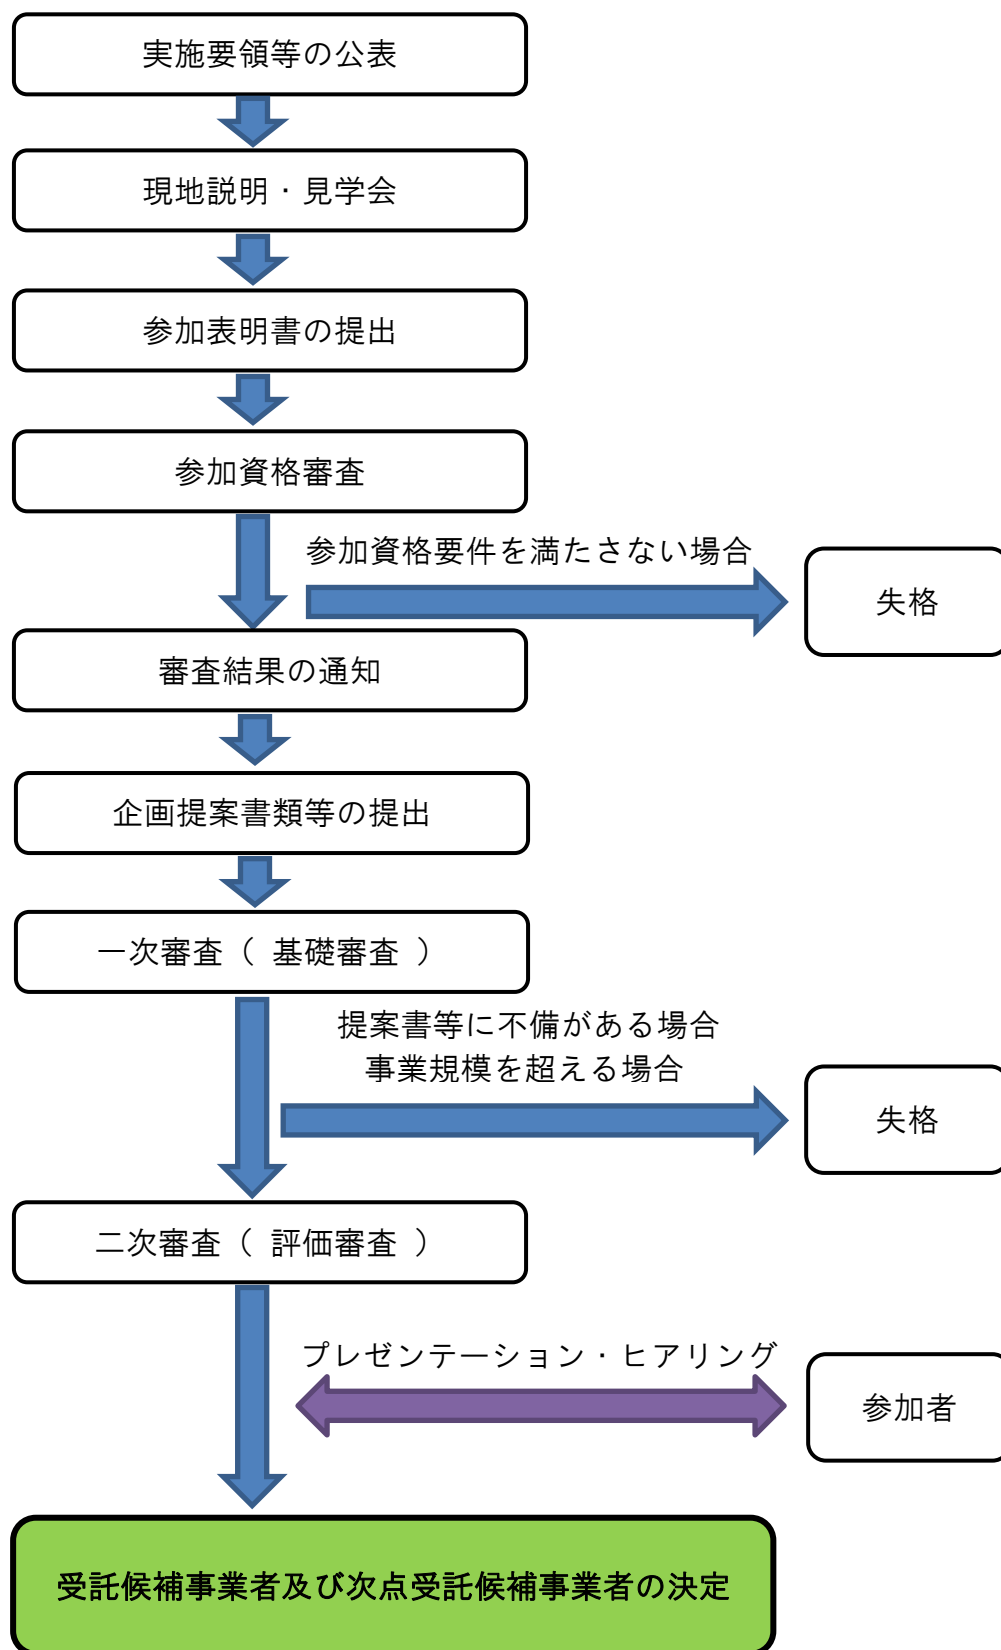 実施要領等の公表
現地説明・見学会
参加表明書の提出
参加資格審査
参加資格要件を満たさない場合
失格
審査結果の通知
企画提案書類等の提出
一次審査（ 基礎審査 ）
提案書等に不備がある場合
事業規模を超える場合
失格
二次審査（ 評価審査 ）
プレゼンテーション・ヒアリング
参加者
受託候補事業者及び次点受託候補事業者の決定